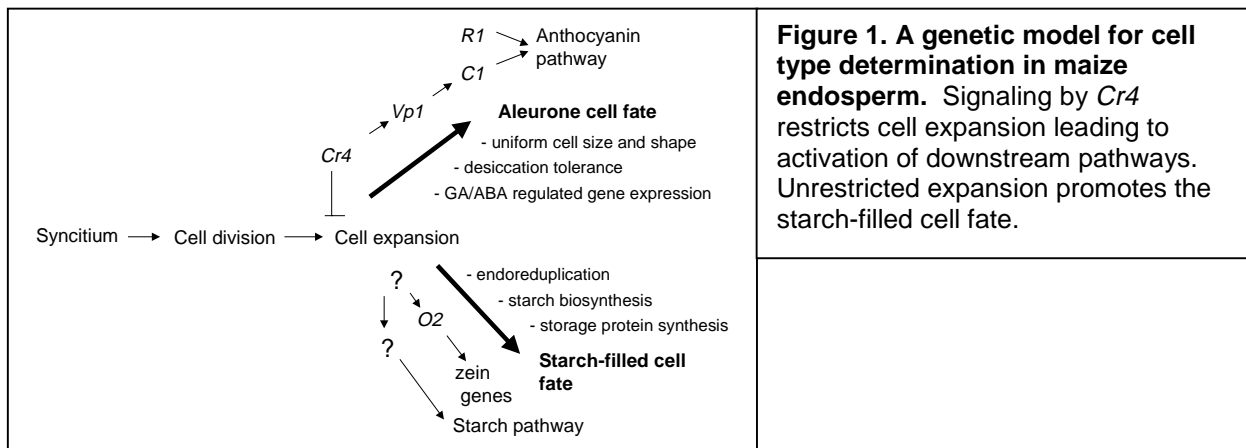 R1
Anthocyanin
pathway
C1
Vp1
Aleurone cell fate
- uniform cell size and shape
Cr4
- desiccation tolerance
- GA/ABA regulated gene expression
Syncitium
Cell division
Cell expansion
- endoreduplication
?
- starch biosynthesis
O2
- storage protein synthesis
?
Starch-filled cell
fate
zein
genes
Starch pathway
Figure 1. A genetic model for cell
type determination in maize
endosperm. Signaling by Cr4
restricts cell expansion leading to
activation of downstream pathways.
Unrestricted expansion promotes the
starch-filled cell fate.